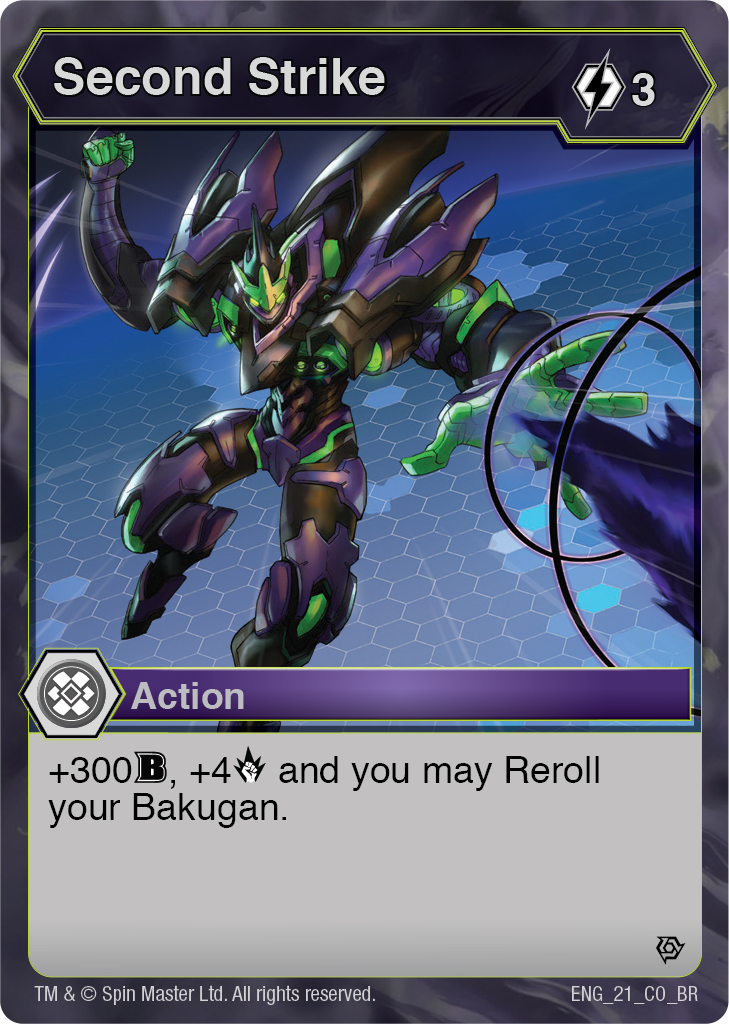 Second Strike 3
Action
+300B, +4 and you may Reroll
your Bakugan.
TM & © Spin Master Ltd. All rights reserved. ENG_21_CO_BR